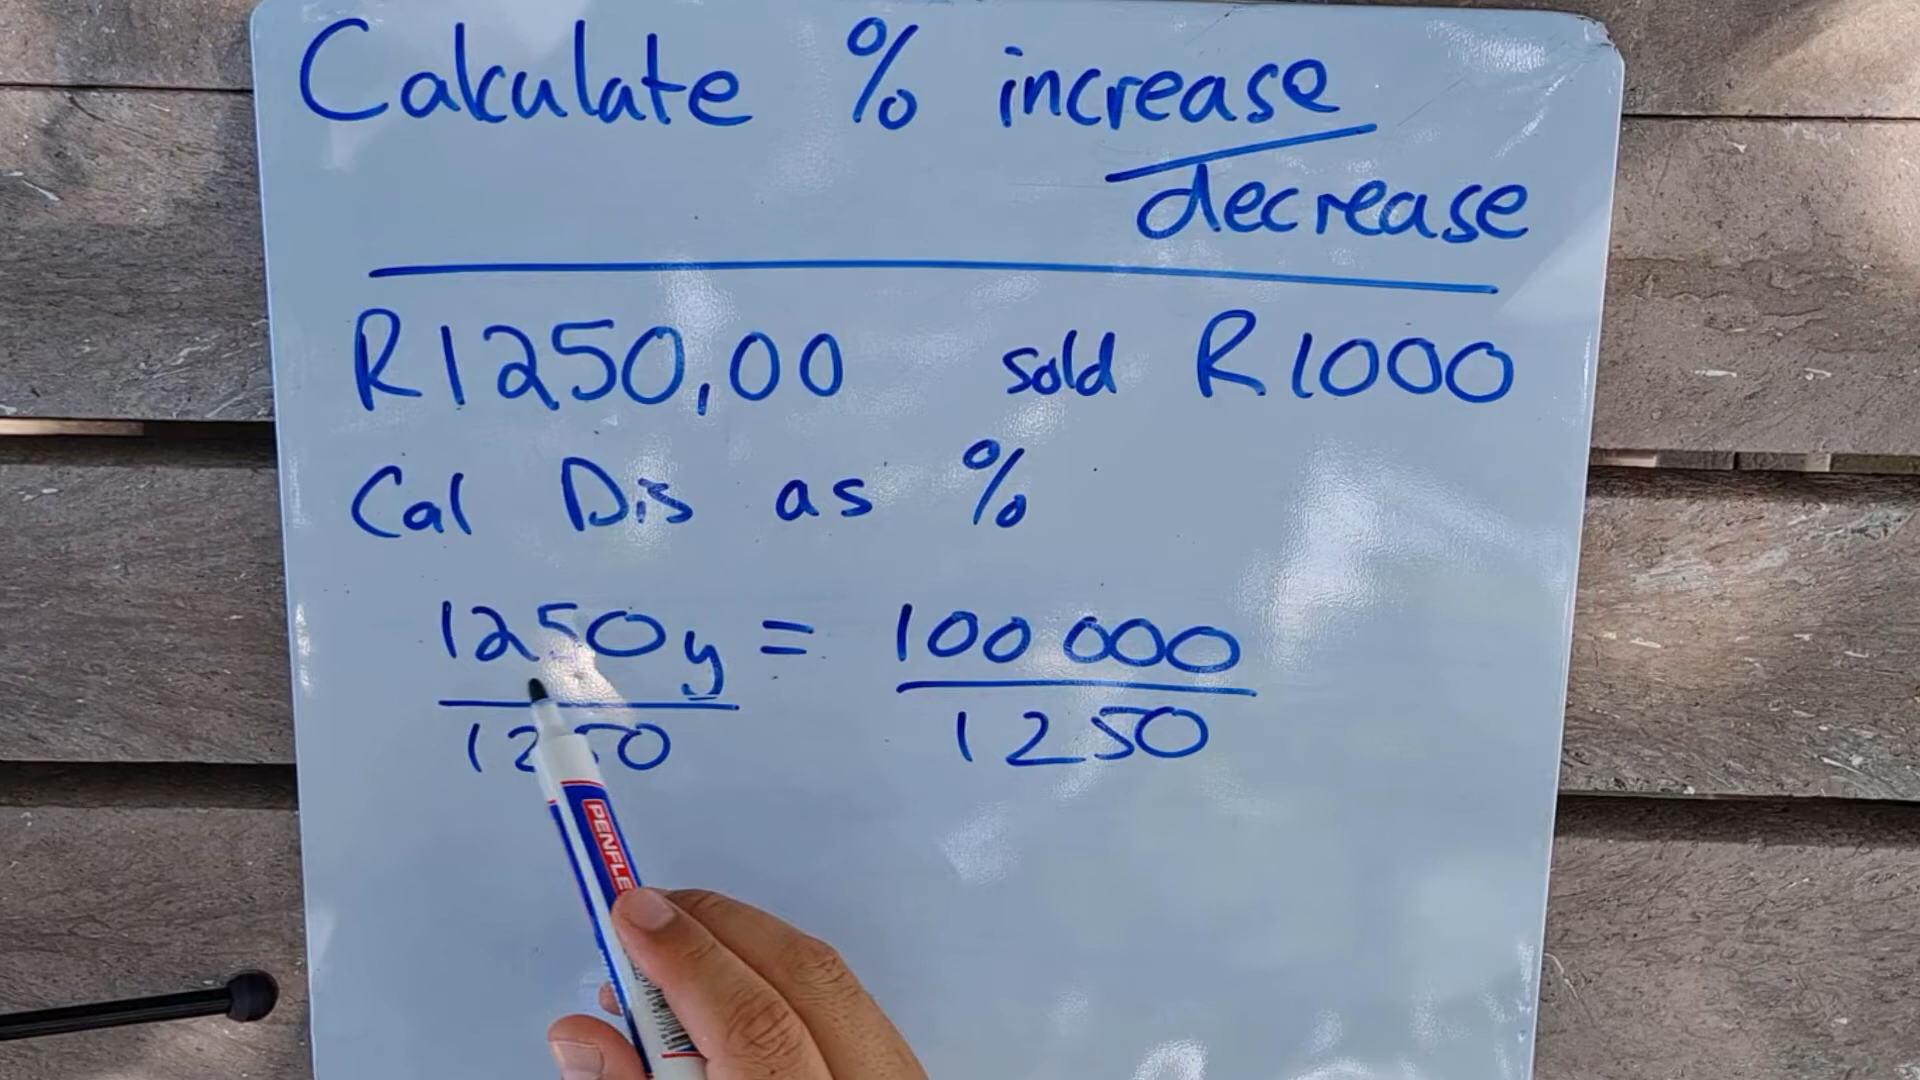 Calculate % increase
decrease
R1250,00 sold R1000
Cal Dis as %
1250y = 100 000
1250 1250
PENFLE